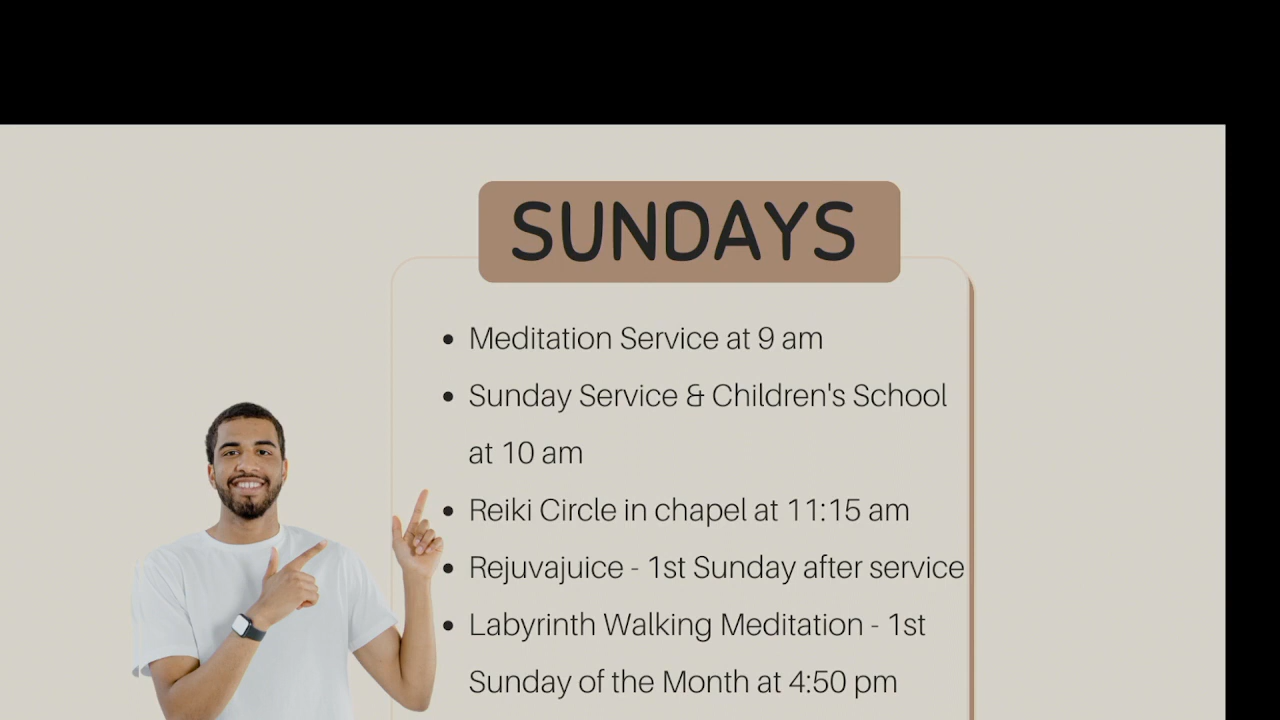 SUNDAYS
Meditation Service at 9 am
Sunday Service & Children's School
at 10 am
Reiki Circle in chapel at 11:15 am
Rejuvajuice - 1st Sunday after service
Labyrinth Walking Meditation - 1st
Sunday of the Month at 4:50 pm